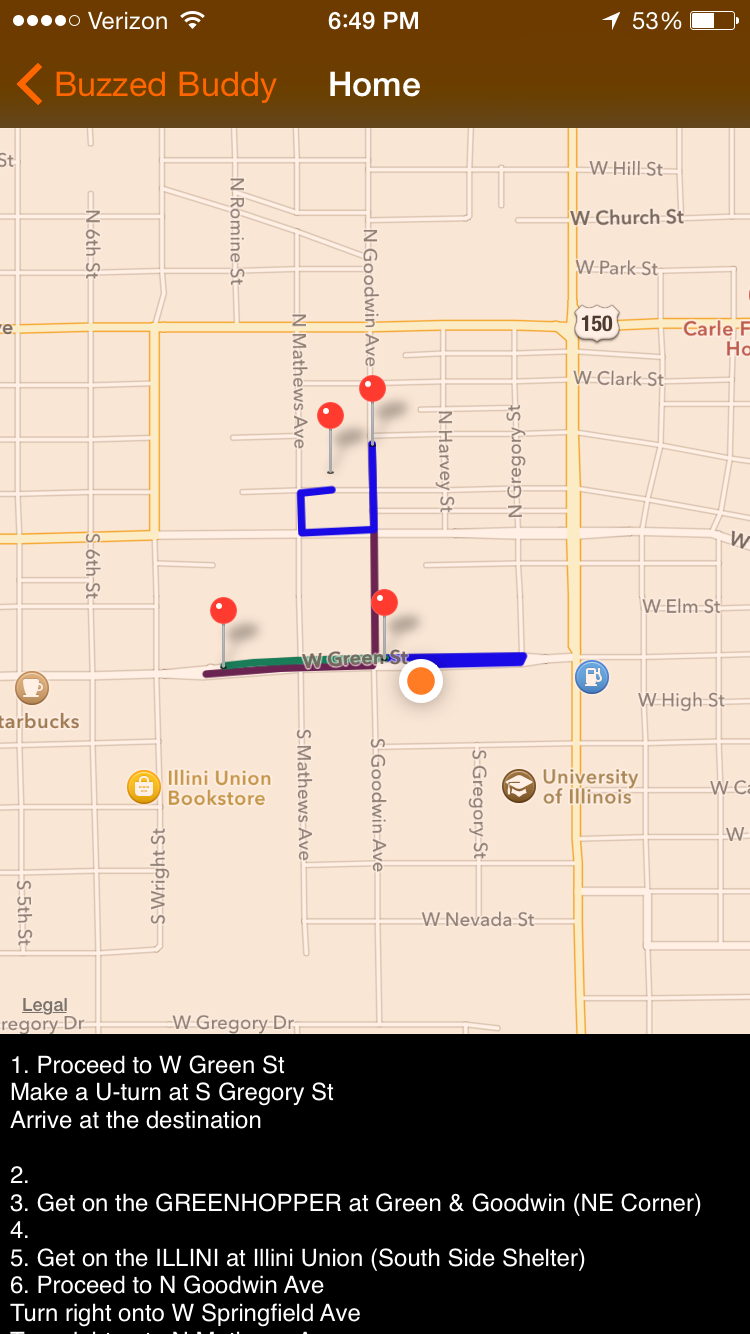 Verizon 6:49 PM 53%
Buzzed Buddy Home
St
W Hill St
N Romine St
N 6th St
W Church St
N Goodwin Ave
W Park St
150
N Mathews Ave
Carle F
Ho
W Clark St
N Harvey St
N Gregory St
S 6th St
W
W Elm St
W Green St
W High St
tarbucks
S Mathews Ave
S Goodwin Ave
S Gregory St
Illini Union
Bookstore
University
of Illinois
W Ca
W
S Wright St
S 5th St
W Nevada St
Legal
regory Dr
W Gregory Dr
1. Proceed to W Green St
Make a U-turn at S Gregory St
Arrive at the destination
2.
3. Get on the GREENHOPPER at Green & Goodwin (NE Corner)
4.
5. Get on the ILLINI at Illini Union (South Side Shelter)
6. Proceed to N Goodwin Ave
Turn right onto W Springfield Ave